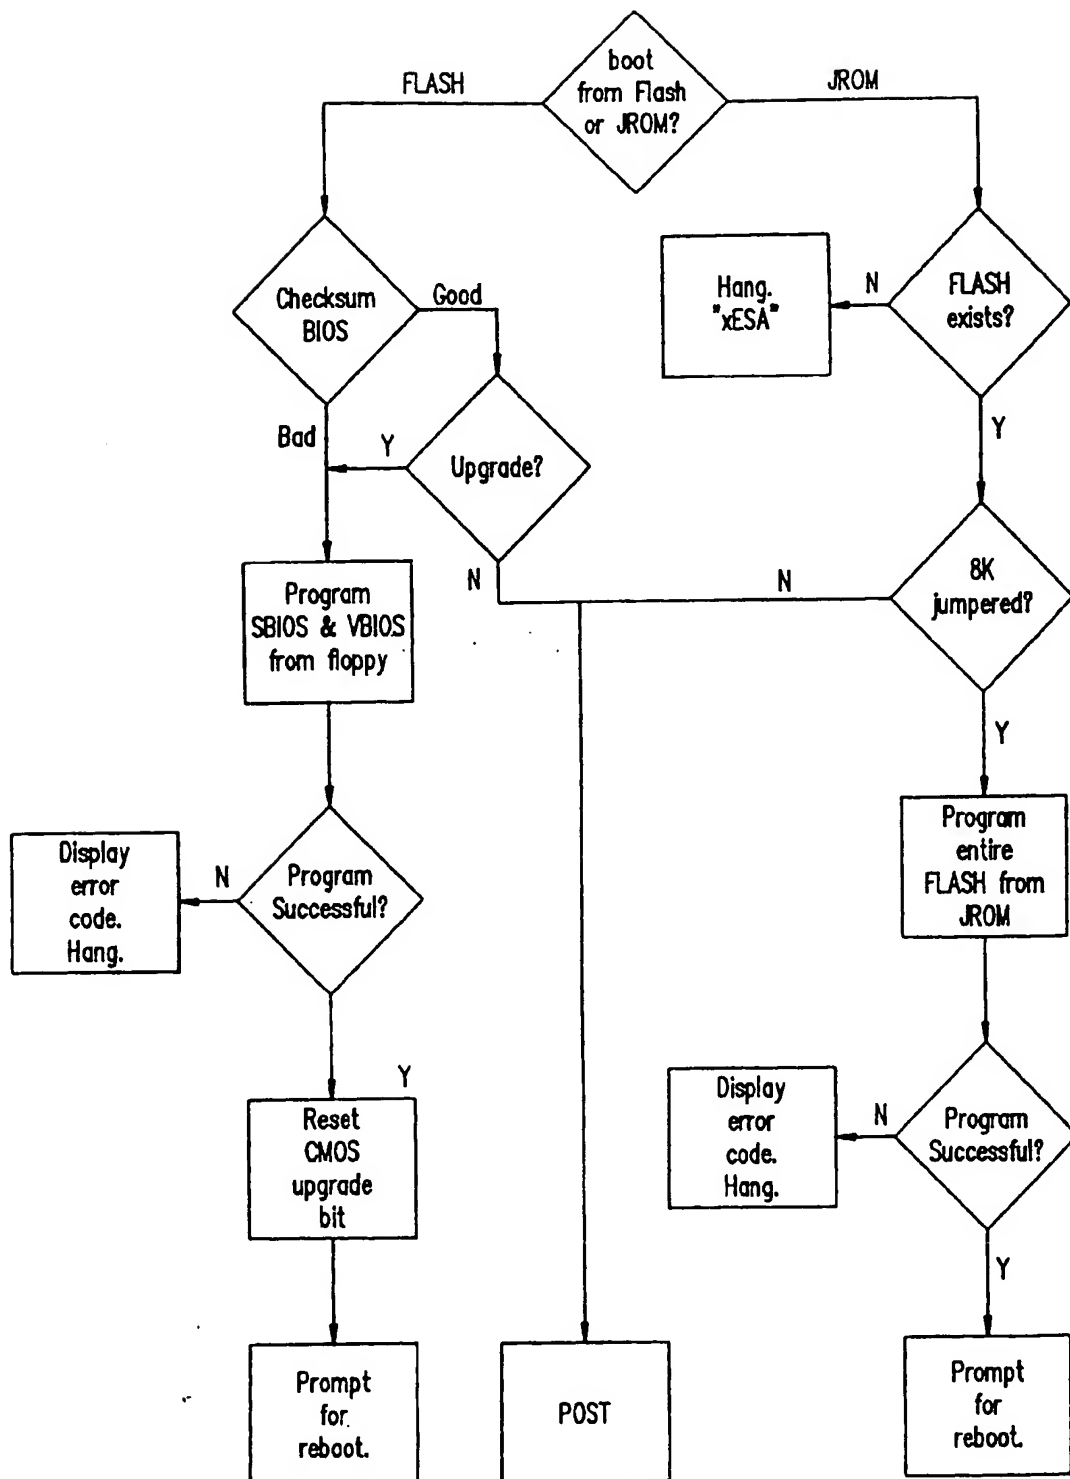 boot
from Flash
or JROM?
FLASH
JROM
Checksum
BIOS
Good
Bad
Hang.
"xESA"
N
FLASH
exists?
Y
Y
Upgrade?
N
N
8K
jumpered?
Y
Program
SBIOS & VBIOS
from floppy
Program
entire
FLASH from
JROM
Display
error
code.
Hang.
N
Program
Successful?
Y
Reset
CMOS
upgrade
bit
Display
error
code.
Hang.
N
Program
Successful?
Y
Prompt
for
reboot.
POST
Prompt
for
reboot.